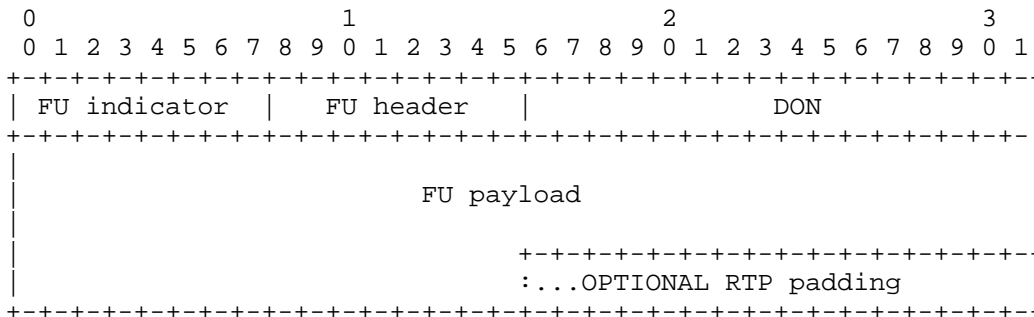 0                   1                   2                   3
 0 1 2 3 4 5 6 7 8 9 0 1 2 3 4 5 6 7 8 9 0 1 2 3 4 5 6 7 8 9 0 1
+-+-+-+-+-+-+-+-+-+-+-+-+-+-+-+-+-+-+-+-+-+-+-+-+-+-+-+-+-+-+-+-
| FU indicator  |   FU header   |               DON
+-+-+-+-+-+-+-+-+-+-+-+-+-+-+-+-+-+-+-+-+-+-+-+-+-+-+-+-+-+-+-+-
|
|                         FU payload
|
|                               +-+-+-+-+-+-+-+-+-+-+-+-+-+-+-+-+-
|                               :...OPTIONAL RTP padding
+-+-+-+-+-+-+-+-+-+-+-+-+-+-+-+-+-+-+-+-+-+-+-+-+-+-+-+-+-+-+-+-